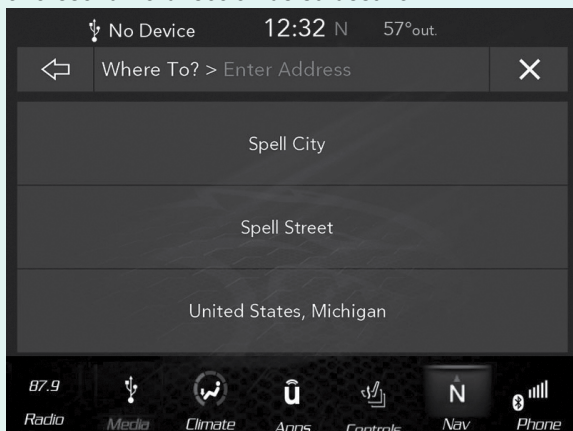 No Device 12:32 N 57°out.
Where To? > Enter Address
Spell City
Spell Street
United States, Michigan
87.9 û N
Radio Media Climate Apps Controls Nav Phone